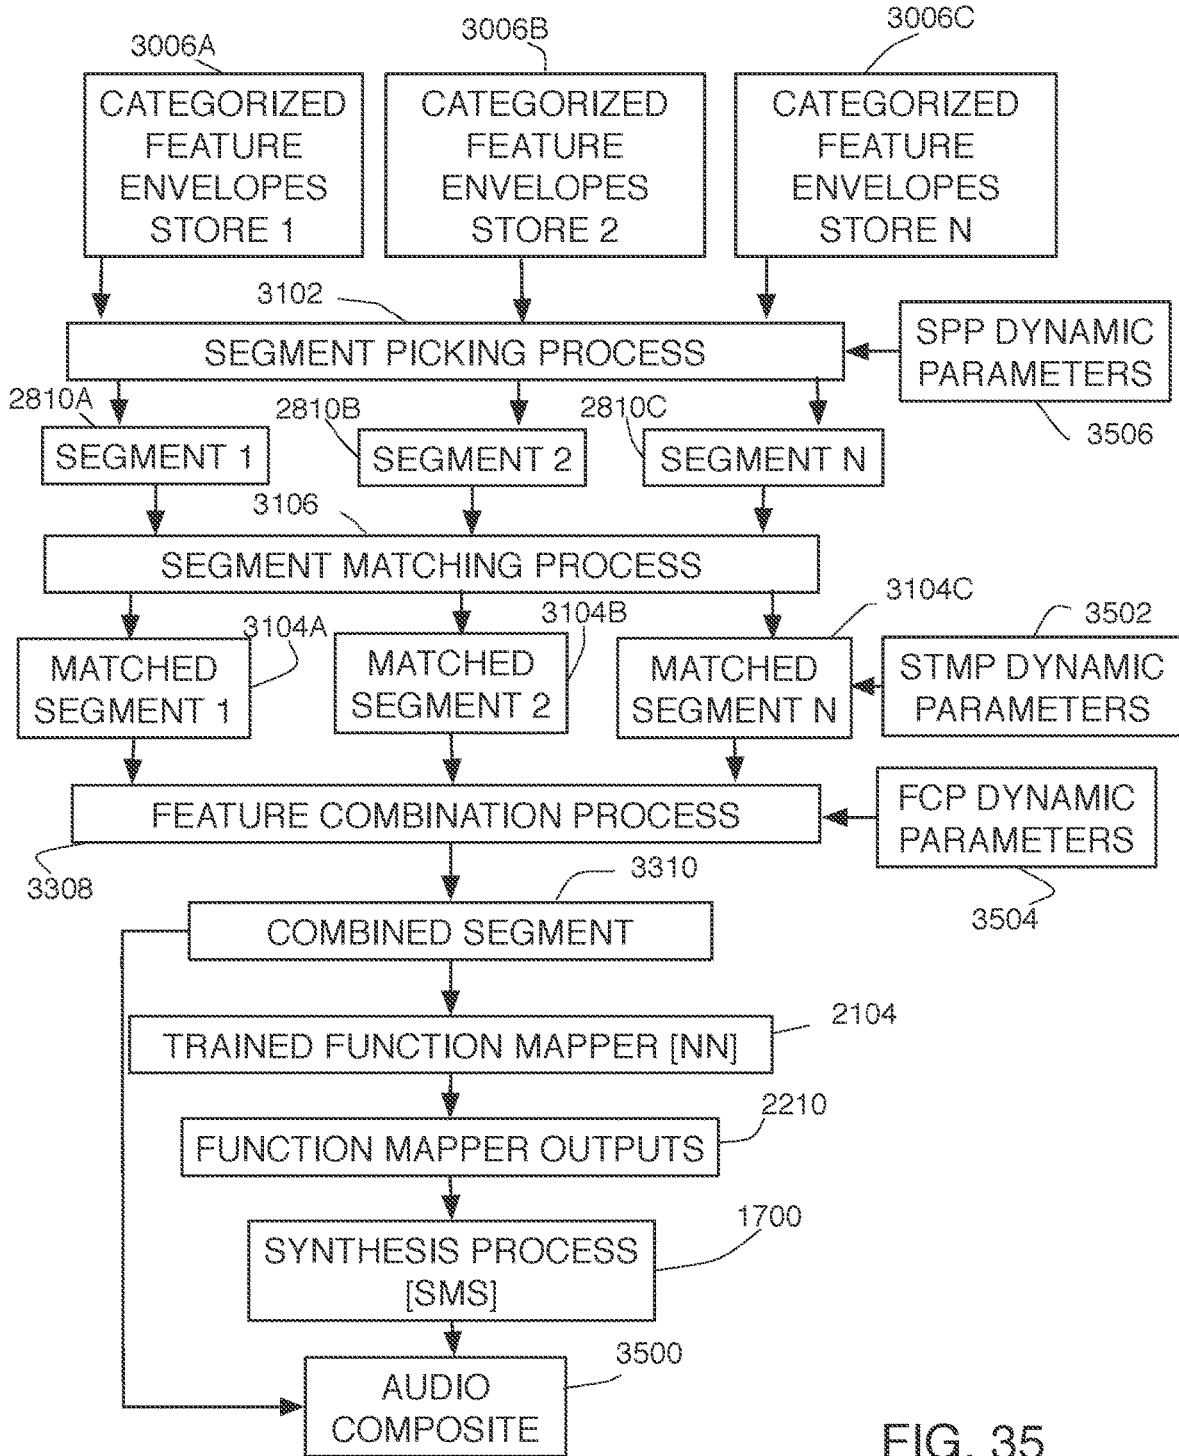 3006A
3006B
3006C
CATEGORIZED
FEATURE
ENVELOPES
STORE 1
CATEGORIZED
FEATURE
ENVELOPES
STORE 2
CATEGORIZED
FEATURE
ENVELOPES
STORE N
3102
SEGMENT PICKING PROCESS
SPP DYNAMIC
PARAMETERS
3506
2810A
2810B
2810C
SEGMENT 1
SEGMENT 2
SEGMENT N
3106
SEGMENT MATCHING PROCESS
3104A
3104B
3104C
3502
MATCHED
SEGMENT 1
MATCHED
SEGMENT 2
MATCHED
SEGMENT N
STMP DYNAMIC
PARAMETERS
FEATURE COMBINATION PROCESS
FCP DYNAMIC
PARAMETERS
3308
3504
3310
COMBINED SEGMENT
2104
TRAINED FUNCTION MAPPER [NN]
2210
FUNCTION MAPPER OUTPUTS
1700
SYNTHESIS PROCESS
[SMS]
3500
AUDIO
COMPOSITE
FIG. 35